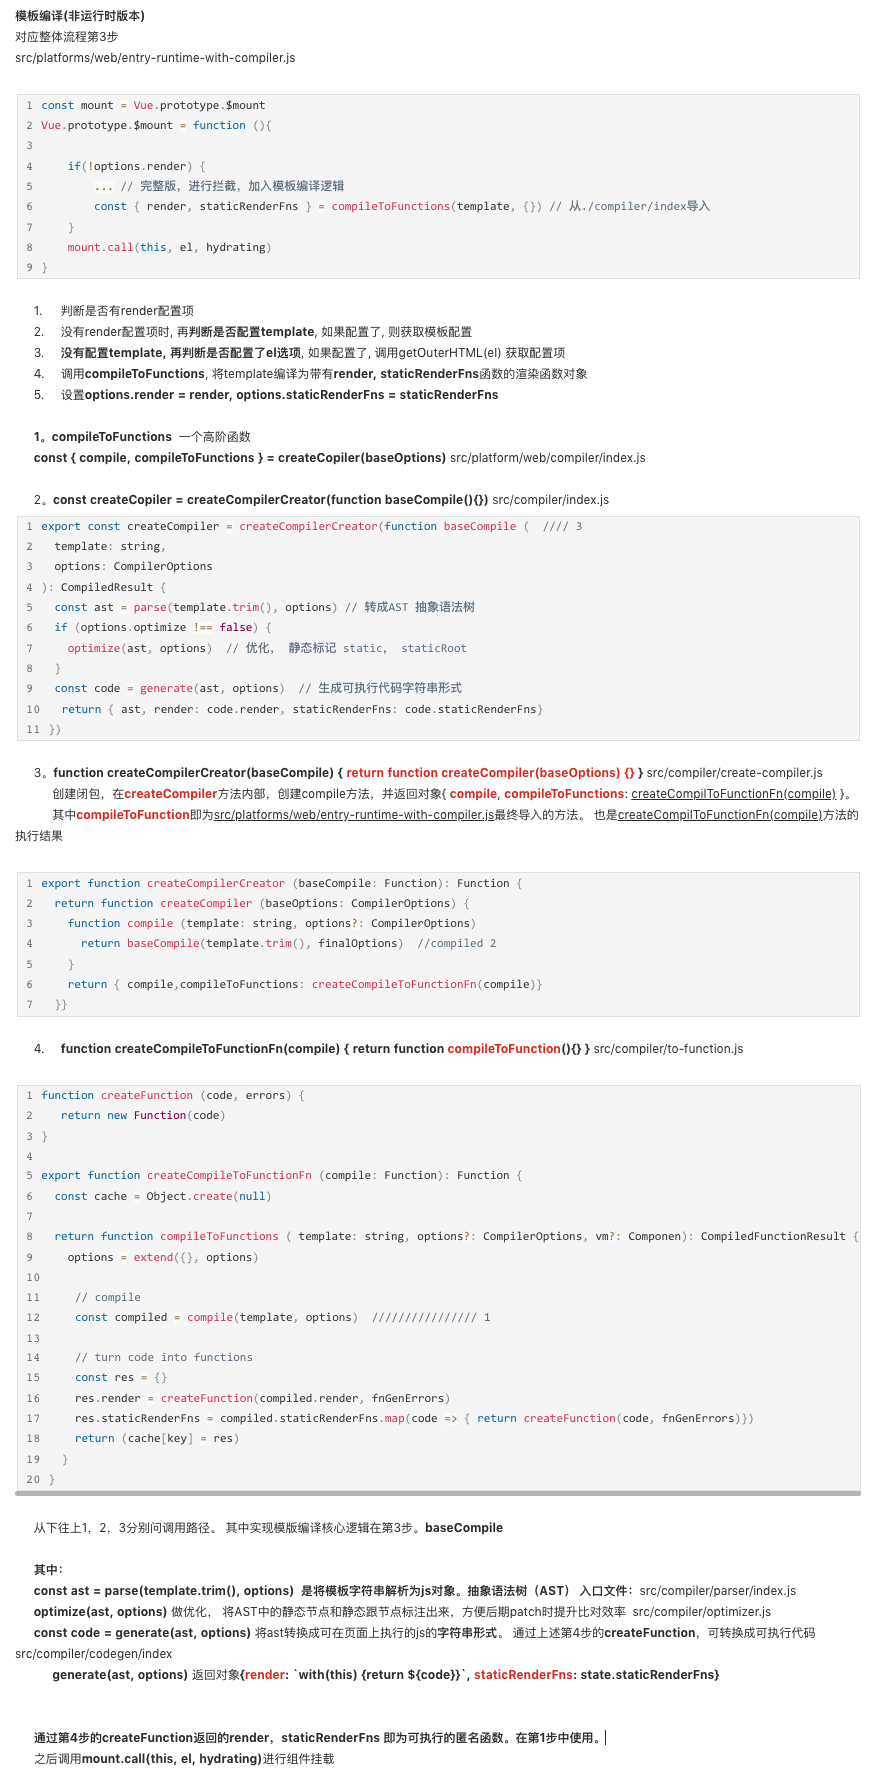 模板编译(非运行时版本)
对应整体流程第3步
src/platforms/web/entry-runtime-with-compiler.js
1 const mount = Vue.prototype.$mount
2 Vue.prototype.$mount = function (){
3
4     if(!options.render) {
5         ... // 完整版，进行拦截，加入模板编译逻辑
6         const { render, staticRenderFns } = compileToFunctions(template, {}) // 从./compiler/index导入
7     }
8     mount.call(this, el, hydrating)
9 }
1. 判断是否有render配置项
2. 没有render配置项时, 再判断是否配置template, 如果配置了, 则获取模板配置
3. 没有配置template, 再判断是否配置了el选项, 如果配置了, 调用getOuterHTML(el) 获取配置项
4. 调用compileToFunctions, 将template编译为带有render, staticRenderFns函数的渲染函数对象
5. 设置options.render = render, options.staticRenderFns = staticRenderFns
1。compileToFunctions  一个高阶函数
const { compile, compileToFunctions } = createCopiler(baseOptions) src/platform/web/compiler/index.js
2。const createCopiler = createCompilerCreator(function baseCompile(){}) src/compiler/index.js
1 export const createCompiler = createCompilerCreator(function baseCompile (  //// 3
2   template: string,
3   options: CompilerOptions
4 ): CompiledResult {
5   const ast = parse(template.trim(), options) // 转成AST 抽象语法树
6   if (options.optimize !== false) {
7     optimize(ast, options)  // 优化， 静态标记 static， staticRoot
8   }
9   const code = generate(ast, options)  // 生成可执行代码字符串形式
10   return { ast, render: code.render, staticRenderFns: code.staticRenderFns}
11 })
3。function createCompilerCreator(baseCompile) { return function createCompiler(baseOptions) {} } src/compiler/create-compiler.js
创建闭包，在createCompiler方法内部，创建compile方法，并返回对象{ compile, compileToFunctions: createCompilToFunctionFn(compile) }。
其中compileToFunction即为src/platforms/web/entry-runtime-with-compiler.js最终导入的方法。 也是createCompilToFunctionFn(compile)方法的
执行结果
1 export function createCompilerCreator (baseCompile: Function): Function {
2   return function createCompiler (baseOptions: CompilerOptions) {
3     function compile (template: string, options?: CompilerOptions)
4       return baseCompile(template.trim(), finalOptions)  //compiled 2
5     }
6     return { compile,compileToFunctions: createCompileToFunctionFn(compile)}
7   }}
4. function createCompileToFunctionFn(compile) { return function compileToFunction(){} } src/compiler/to-function.js
1 function createFunction (code, errors) {
2    return new Function(code)
3 }
4
5 export function createCompileToFunctionFn (compile: Function): Function {
6   const cache = Object.create(null)
7
8   return function compileToFunctions ( template: string, options?: CompilerOptions, vm?: Componen): CompiledFunctionResult {
9     options = extend({}, options)
10
11     // compile
12     const compiled = compile(template, options)  //////////////// 1
13
14     // turn code into functions
15     const res = {}
16     res.render = createFunction(compiled.render, fnGenErrors)
17     res.staticRenderFns = compiled.staticRenderFns.map(code => { return createFunction(code, fnGenErrors)})
18     return (cache[key] = res)
19   }
20 }
从下往上1，2，3分别问调用路径。 其中实现模版编译核心逻辑在第3步。baseCompile
其中：
const ast = parse(template.trim(), options)  是将模板字符串解析为js对象。抽象语法树（AST） 入口文件：src/compiler/parser/index.js
optimize(ast, options) 做优化， 将AST中的静态节点和静态跟节点标注出来，方便后期patch时提升比对效率  src/compiler/optimizer.js
const code = generate(ast, options) 将ast转换成可在页面上执行的js的字符串形式。 通过上述第4步的createFunction，可转换成可执行代码
src/compiler/codegen/index
generate(ast, options) 返回对象{render: `with(this) {return ${code}}`, staticRenderFns: state.staticRenderFns}
通过第4步的createFunction返回的render，staticRenderFns 即为可执行的匿名函数。在第1步中使用。
之后调用mount.call(this, el, hydrating)进行组件挂载